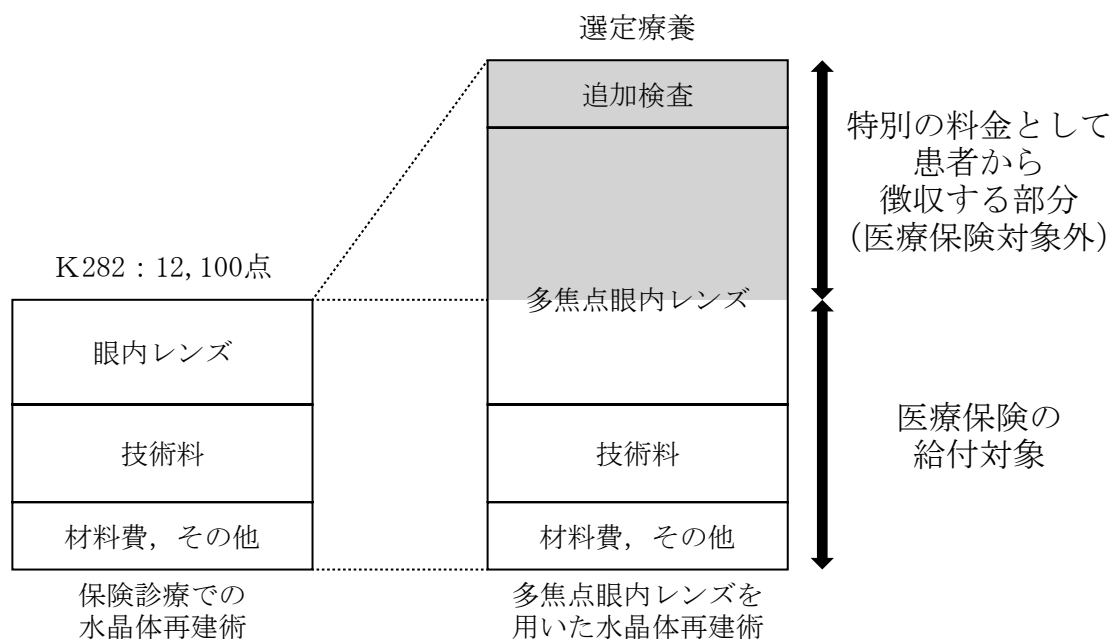 選定療養
追加検査
特別の料金として
患者から
徴収する部分
（医療保険対象外）
K282：12,100点
眼内レンズ
多焦点眼内レンズ
医療保険の
給付対象
技術料
技術料
材料費，その他
材料費，その他
保険診療での
水晶体再建術
多焦点眼内レンズを
用いた水晶体再建術